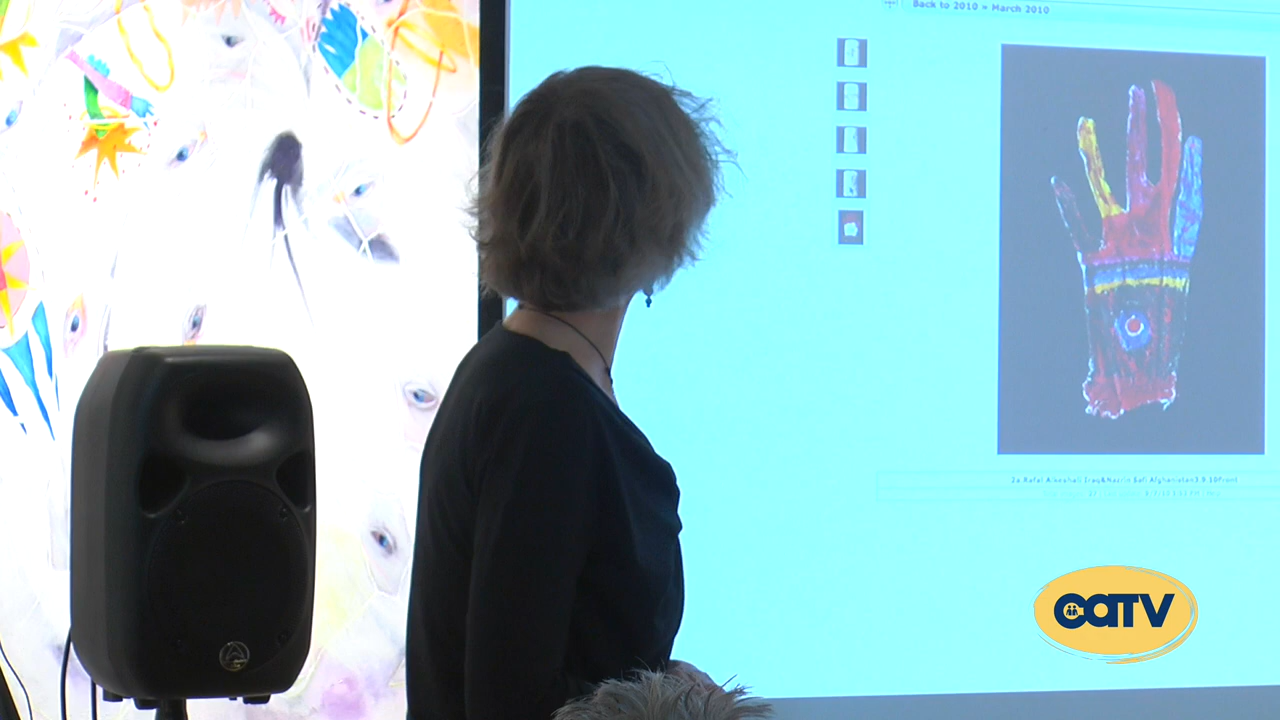 Back to 2010 » March 2010
2a Rafal Alkeshali Iraq&Nazrin Safi Afghanistan3 9 10Front
CATV